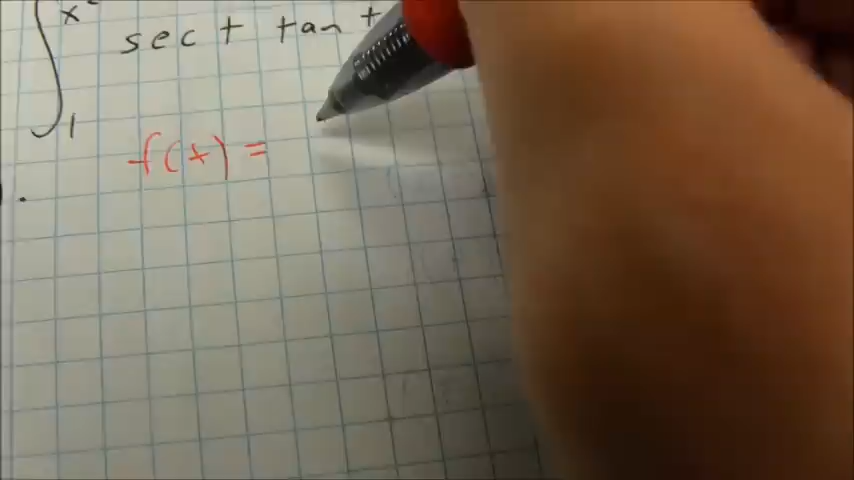 ∫₁^x² sec t tan t
f(x) =